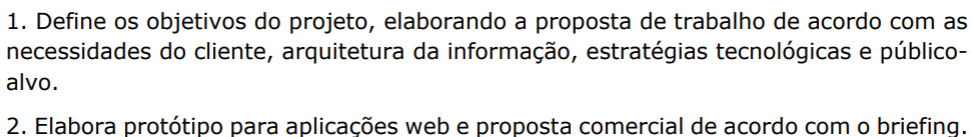 1. Define os objetivos do projeto, elaborando a proposta de trabalho de acordo com as
necessidades do cliente, arquitetura da informação, estratégias tecnológicas e público-
alvo.
2. Elabora protótipo para aplicações web e proposta comercial de acordo com o briefing.